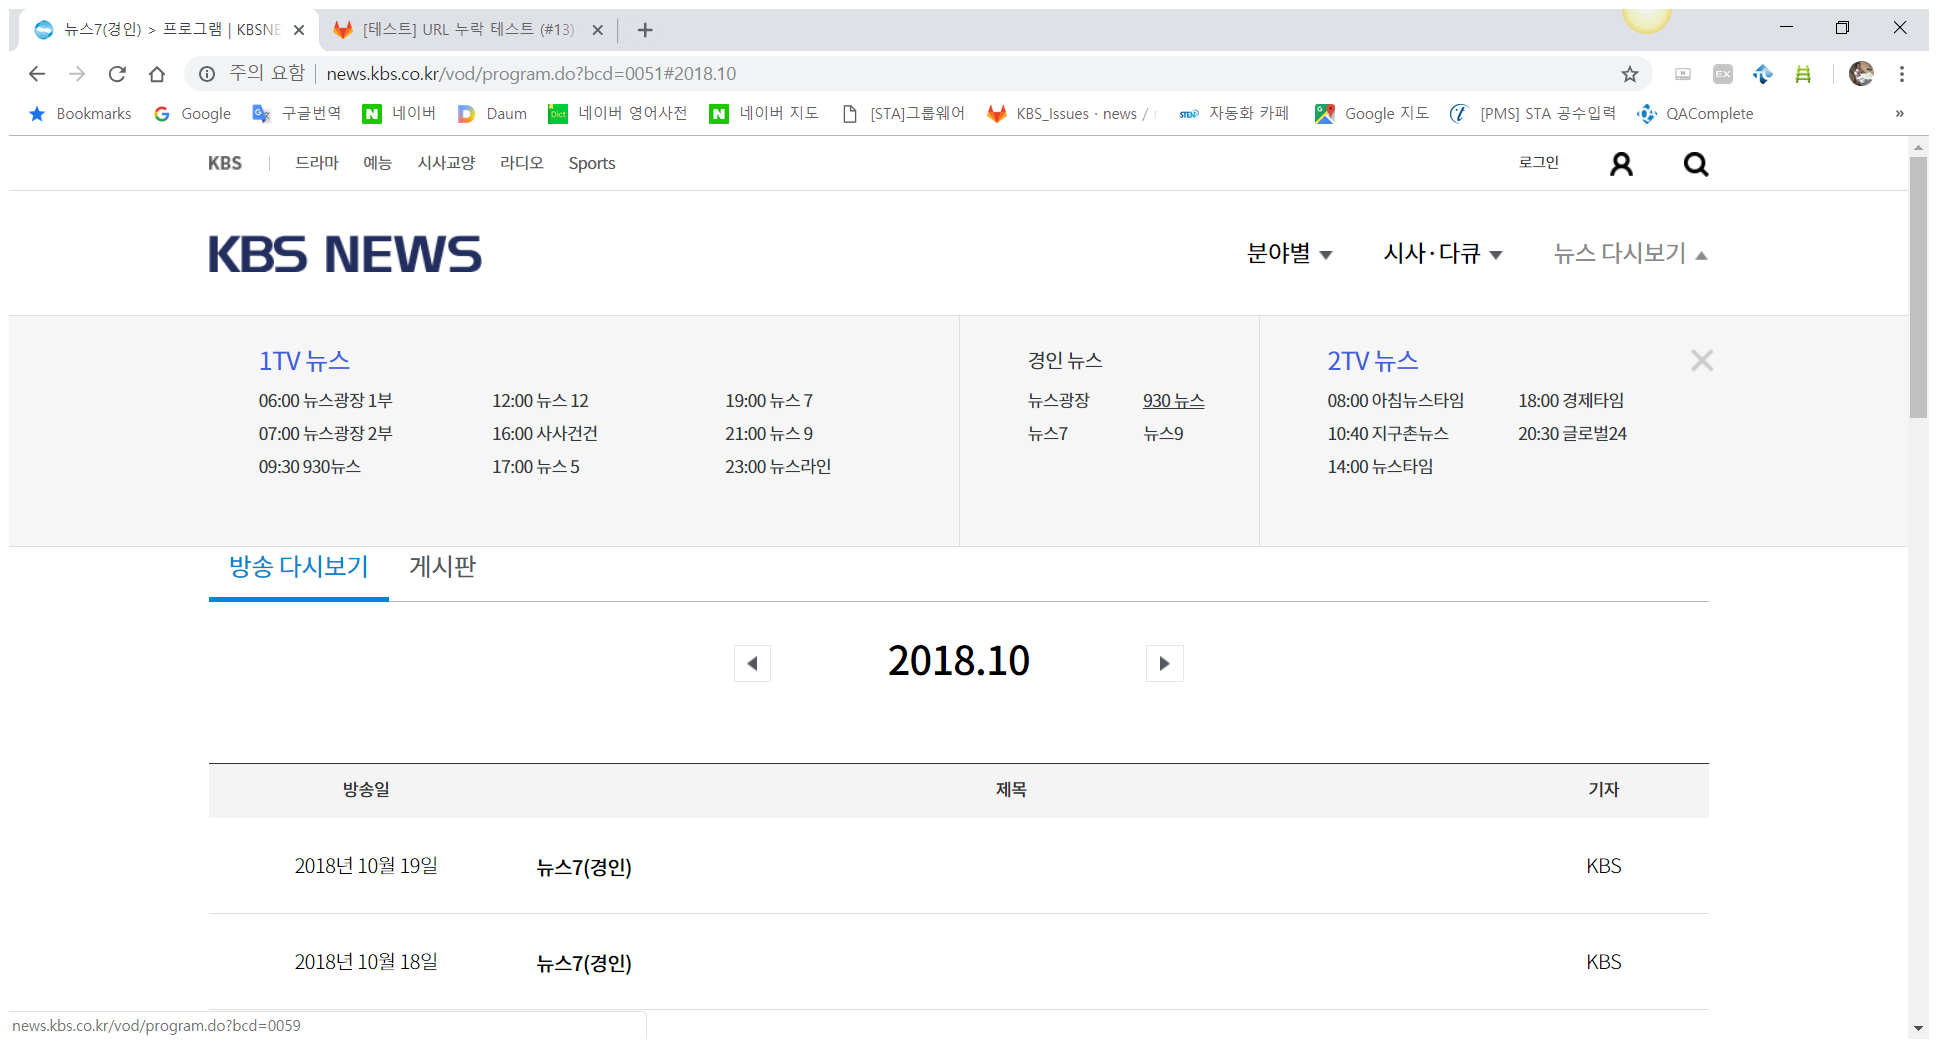 뉴스7(경인) > 프로그램 | KBSNE
[테스트] URL 누락 테스트 (#13)
주의 요함 | news.kbs.co.kr/vod/program.do?bcd=0051#2018.10
Bookmarks Google 구글번역 네이버 Daum 네이버 영어사전 네이버 지도 [STA]그룹웨어 KBS_Issues · news / 자동화 카페 Google 지도 [PMS] STA 공수입력 QAComplete »
KBS 드라마 예능 시사교양 라디오 Sports 로그인
KBS NEWS 분야별 시사·다큐 뉴스 다시보기
1TV 뉴스
06:00 뉴스광장 1부 12:00 뉴스 12 19:00 뉴스 7
07:00 뉴스광장 2부 16:00 사사건건 21:00 뉴스 9
09:30 930뉴스 17:00 뉴스 5 23:00 뉴스라인
경인 뉴스
뉴스광장 930 뉴스
뉴스7 뉴스9
2TV 뉴스
08:00 아침뉴스타임 18:00 경제타임
10:40 지구촌뉴스 20:30 글로벌24
14:00 뉴스타임
방송 다시보기 게시판
2018.10
방송일 제목 기자
2018년 10월 19일 뉴스7(경인) KBS
2018년 10월 18일 뉴스7(경인) KBS
news.kbs.co.kr/vod/program.do?bcd=0059